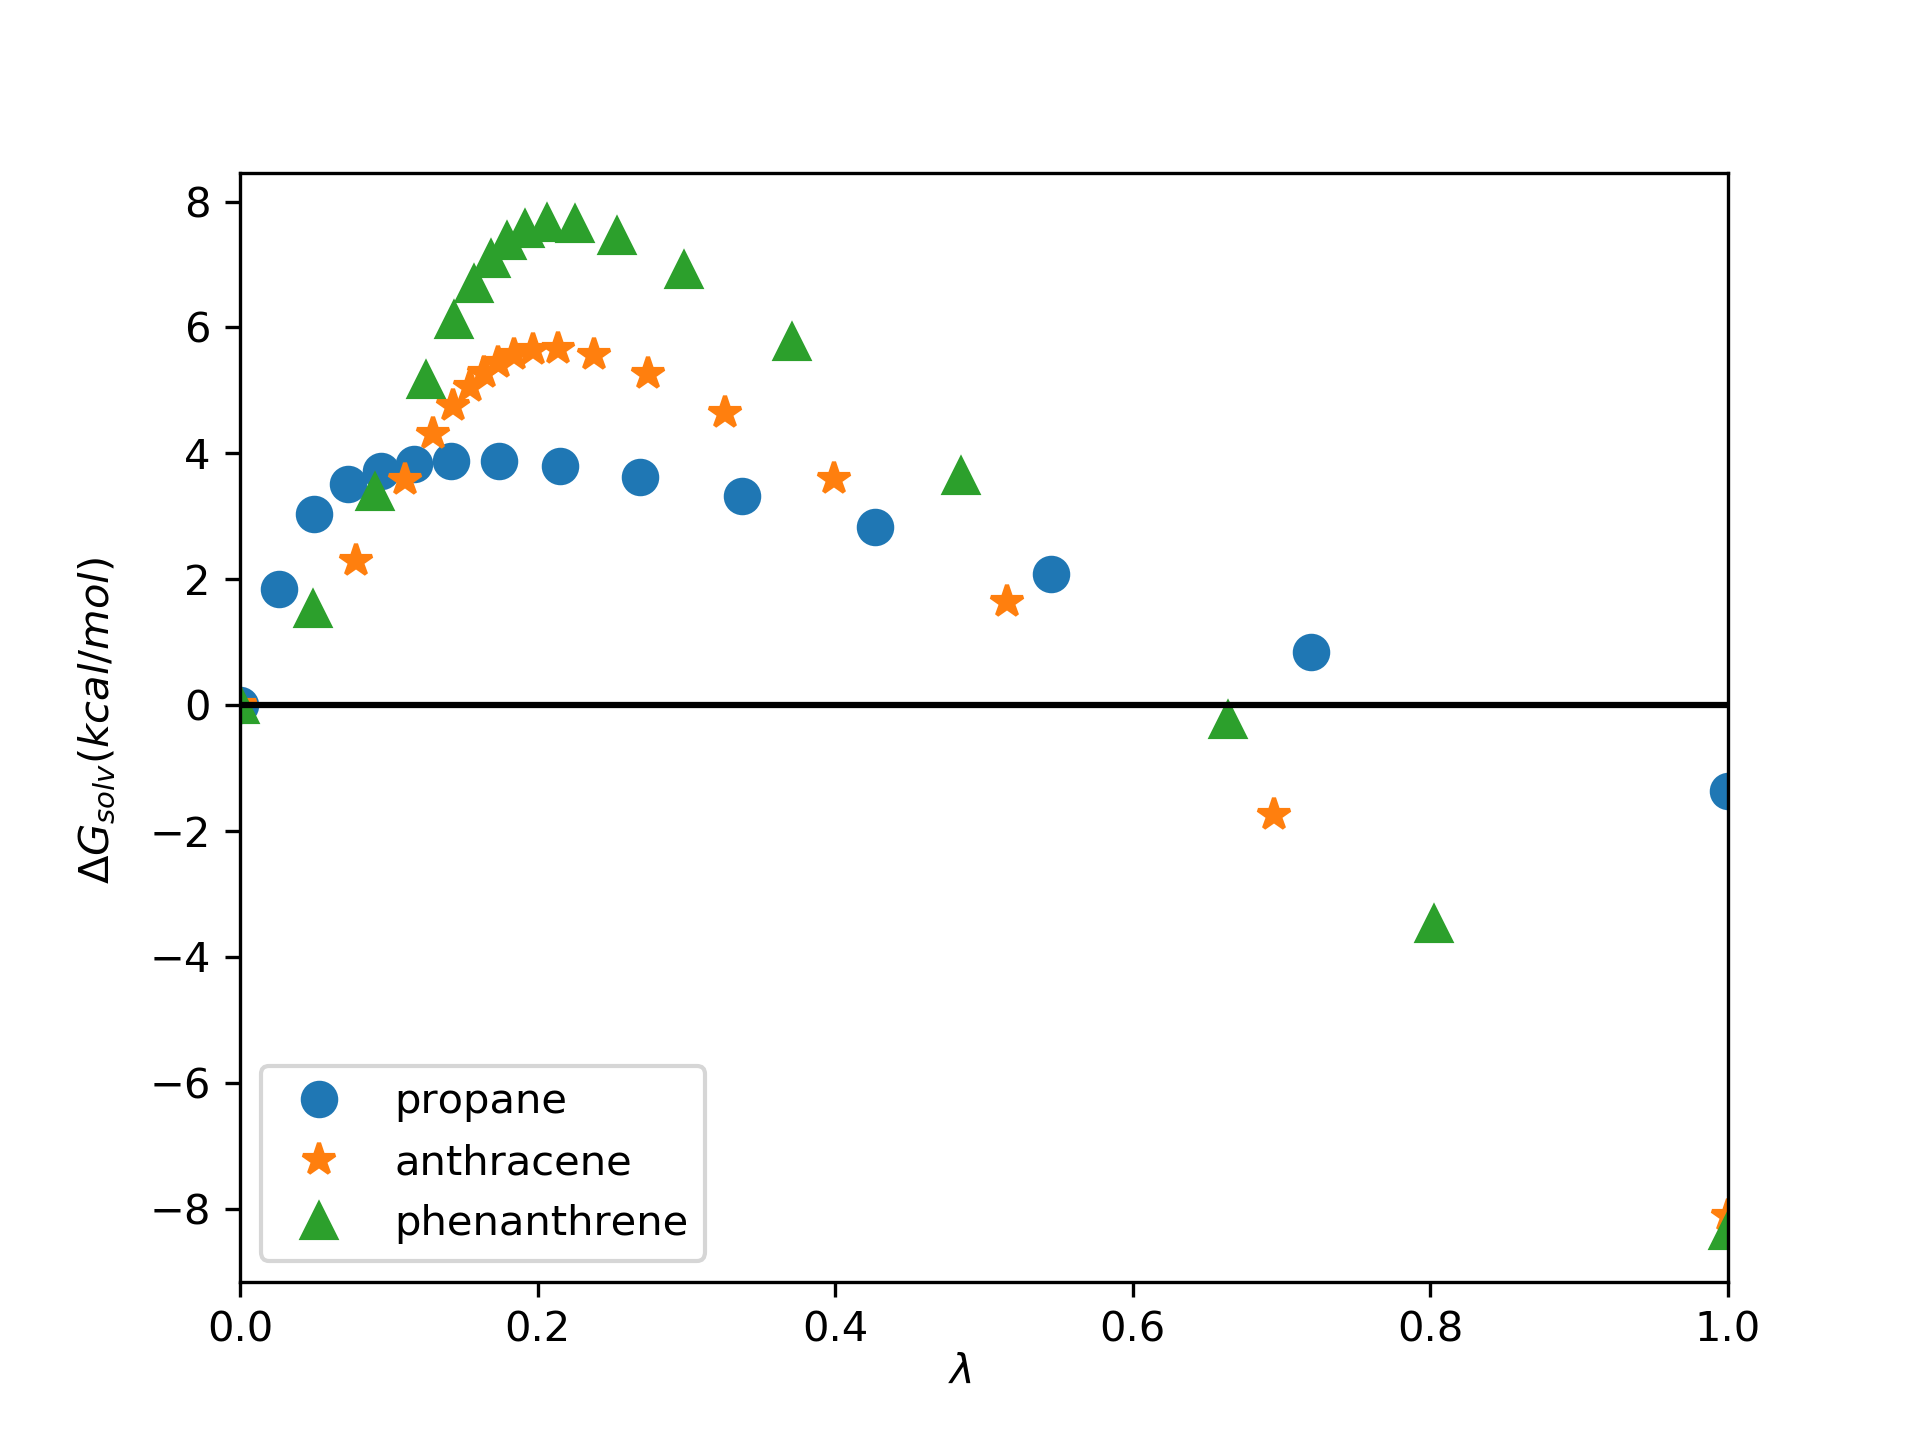 8
6
4
2
0
−2
−4
−6
−8
ΔG_solv(kcal/mol)
propane
anthracene
phenanthrene
0.0 0.2 0.4 0.6 0.8 1.0
λ